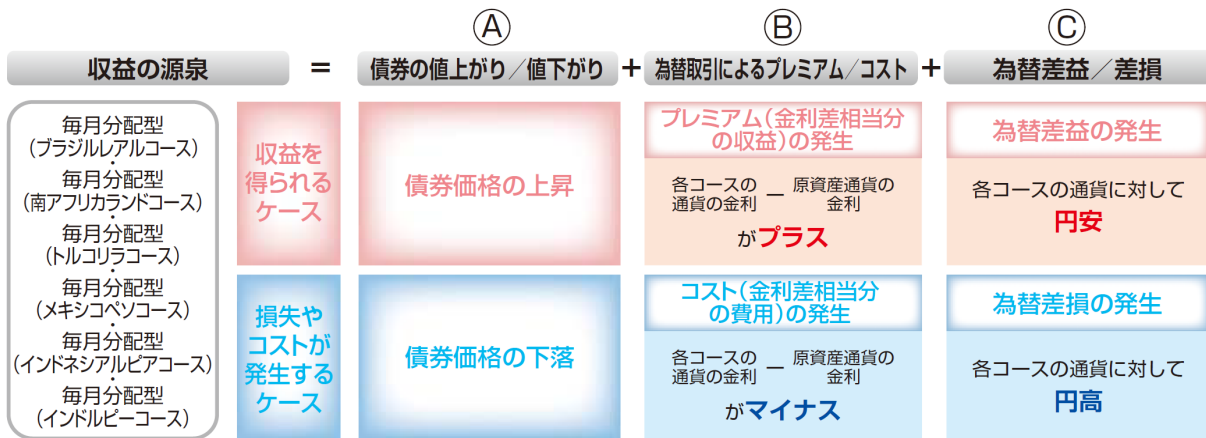 Ⓐ
Ⓑ
Ⓒ
収益の源泉 = 債券の値上がり／値下がり + 為替取引によるプレミアム／コスト + 為替差益／差損
毎月分配型
(ブラジルレアルコース)
・
毎月分配型
(南アフリカランドコース)
・
毎月分配型
(トルコリラコース)
・
毎月分配型
(メキシコペソコース)
・
毎月分配型
(インドネシアルピアコース)
・
毎月分配型
(インドルピーコース)
収益を
得られる
ケース
債券価格の上昇
プレミアム(金利差相当分
の収益)の発生
各コースの
通貨の金利
―
原資産通貨の
金利
がプラス
為替差益の発生
各コースの通貨に対して
円安
損失や
コストが
発生する
ケース
債券価格の下落
コスト(金利差相当分
の費用)の発生
各コースの
通貨の金利
―
原資産通貨の
金利
がマイナス
為替差損の発生
各コースの通貨に対して
円高